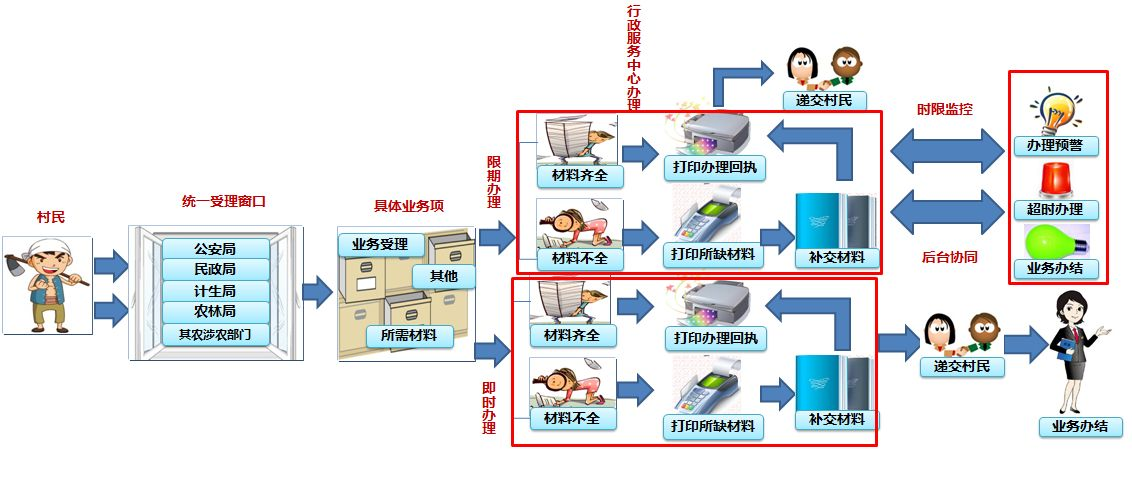 村民
统一受理窗口
公安局
民政局
计生局
农林局
其农涉农部门
具体业务项
业务受理
其他
所需材料
限期办理
即时办理
行政服务中心办理
材料齐全
打印办理回执
递交村民
材料不全
打印所缺材料
补交材料
材料齐全
打印办理回执
材料不全
打印所缺材料
补交材料
时限监控
后台协同
办理预警
超时办理
业务办结
递交村民
业务办结